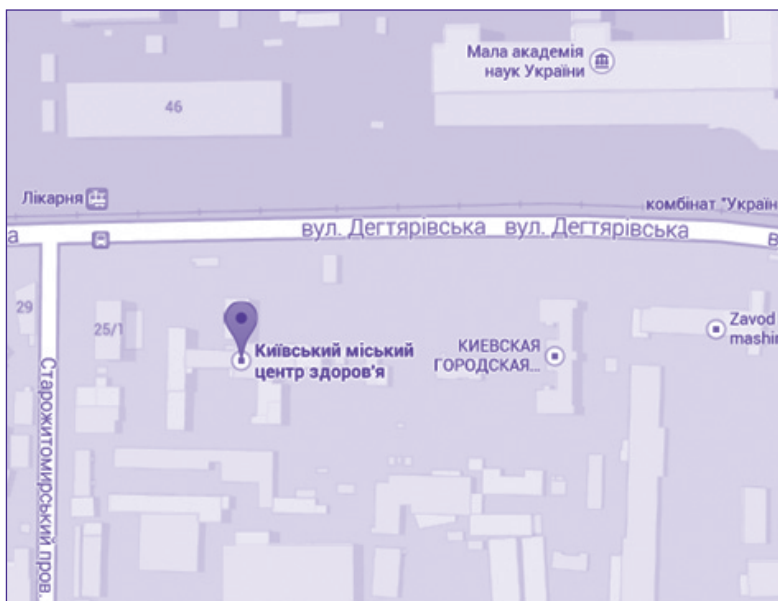 Мала академія
наук України
46
Лікарня
комбінат "Україн
а
вул. Дегтярівська
вул. Дегтярівська
в
29
25/1
Київський міський
центр здоров'я
КИЕВСКАЯ
ГОРОДСКАЯ...
Zavod
mashin
Старожитомирський пров.